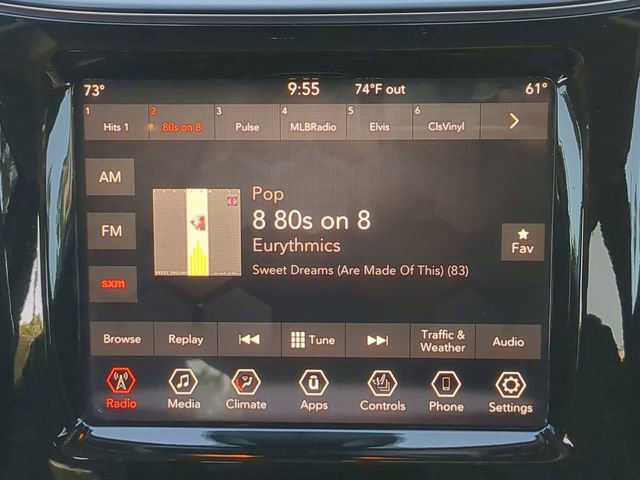 73° 9:55 74°F out 61°
1 Hits 1 2 80s on 8 3 Pulse 4 MLBRadio 5 Elvis 6 ClsVinyl
AM
FM
sxm
Pop
8 80s on 8
Eurythmics
Sweet Dreams (Are Made Of This) (83)
Fav
Browse Replay Tune Traffic & Weather Audio
Radio Media Climate Apps Controls Phone Settings